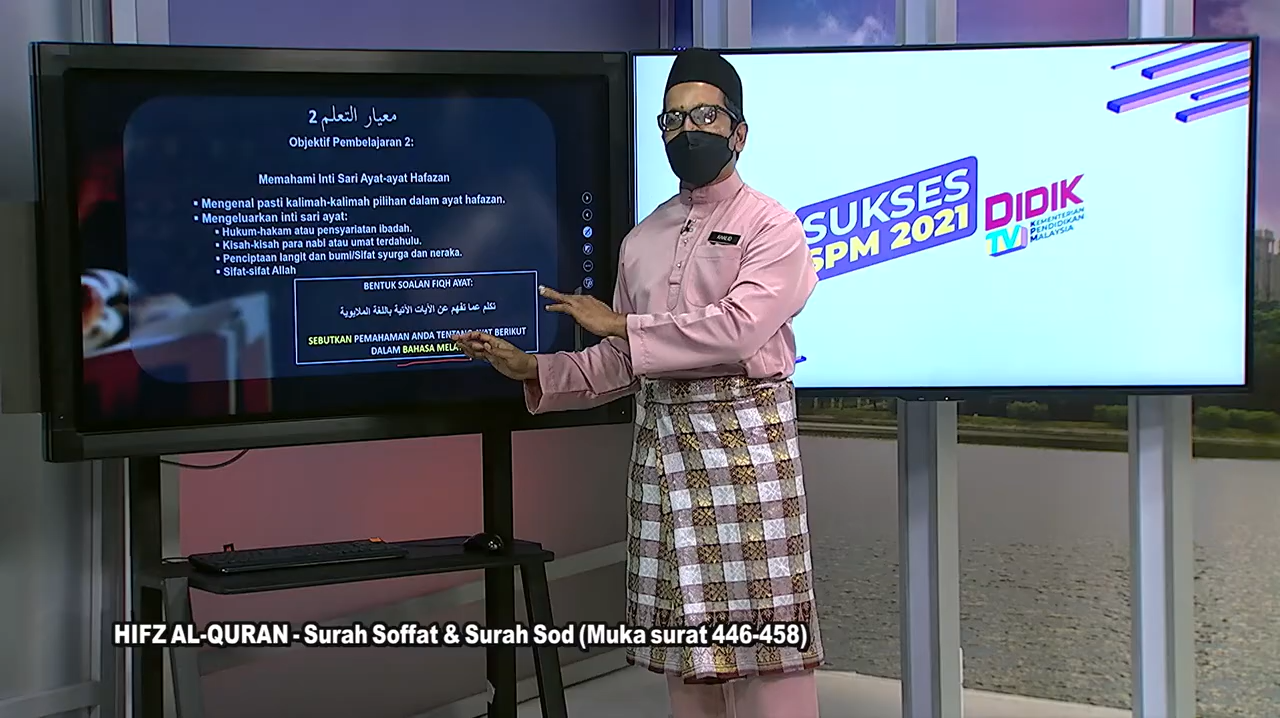 معيار التعلم 2
Objektif Pembelajaran 2:
Memahami Inti Sari Ayat-ayat Hafazan
▪ Mengenal pasti kalimah-kalimah pilihan dalam ayat hafazan.
▪ Mengeluarkan inti sari ayat:
▪ Hukum-hakam atau pensyariatan ibadah.
▪ Kisah-kisah para nabi atau umat terdahulu.
▪ Penciptaan langit dan bumi/Sifat syurga dan neraka.
▪ Sifat-sifat Allah
BENTUK SOALAN FIQH AYAT:
تكلم عما تفهم عن الآيات الآتية باللغة الملايوية
SEBUTKAN PEMAHAMAN ANDA TENTANG AYAT BERIKUT
DALAM BAHASA
SUKSES
SPM 2021
DIDIK
TV
KEMENTERIAN
PENDIDIKAN
MALAYSIA
KHALID
HIFZ AL-QURAN - Surah Soffat & Surah Sod (Muka surat 446-458)